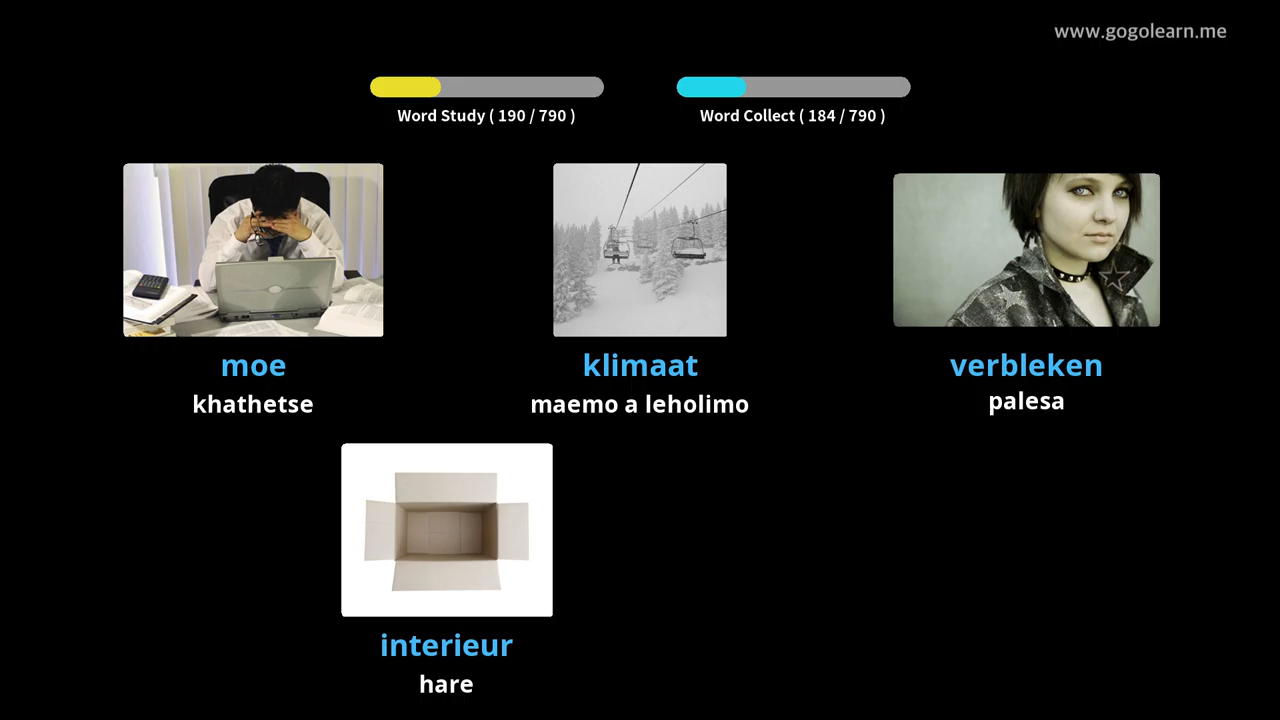 www.gogolearn.me
Word Study ( 190 / 790 )
Word Collect ( 184 / 790 )
moe
khathetse
klimaat
maemo a leholimo
verbleken
palesa
interieur
hare